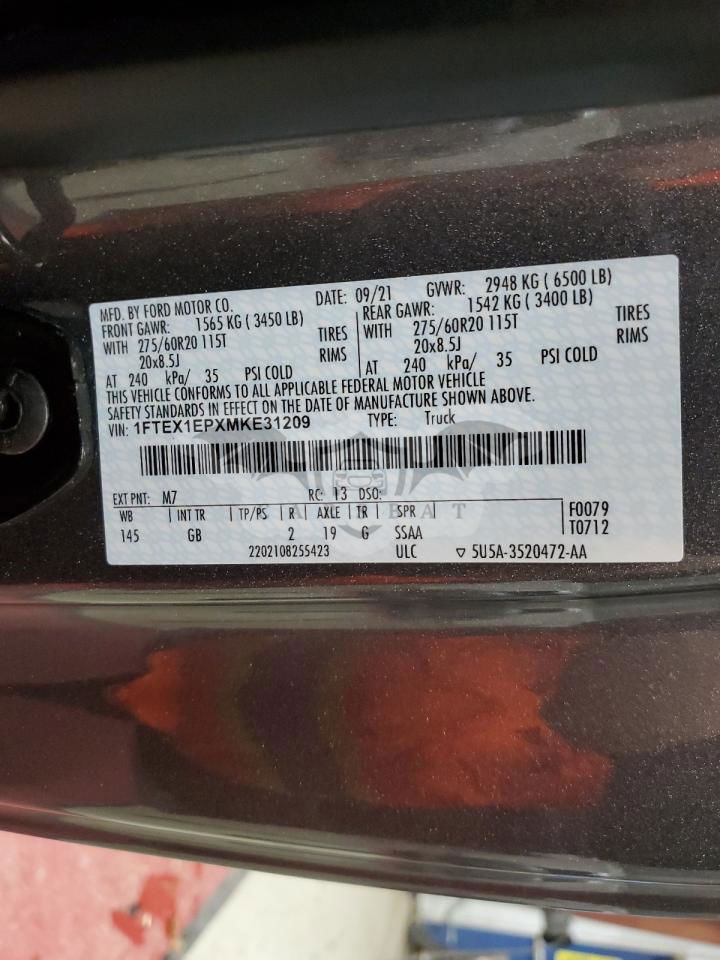 MFD. BY FORD MOTOR CO. DATE: 09/21 GVWR: 2948 KG ( 6500 LB)
FRONT GAWR: 1565 KG ( 3450 LB) REAR GAWR: 1542 KG ( 3400 LB)
WITH 275/60R20 115T TIRES WITH 275/60R20 115T TIRES
20x8.5J RIMS 20x8.5J RIMS
AT 240 kPa/ 35 PSI COLD AT 240 kPa/ 35 PSI COLD
THIS VEHICLE CONFORMS TO ALL APPLICABLE FEDERAL MOTOR VEHICLE
SAFETY STANDARDS IN EFFECT ON THE DATE OF MANUFACTURE SHOWN ABOVE.
VIN: 1FTEX1EPXMKE31209 TYPE: Truck
EXT PNT: M7 RC: 13 DSO:
WB INT TR TP/PS R AXLE TR SPR F0079
145 GB 2 19 G SSAA T0712
2202108255423 ULC 5U5A-3520472-AA